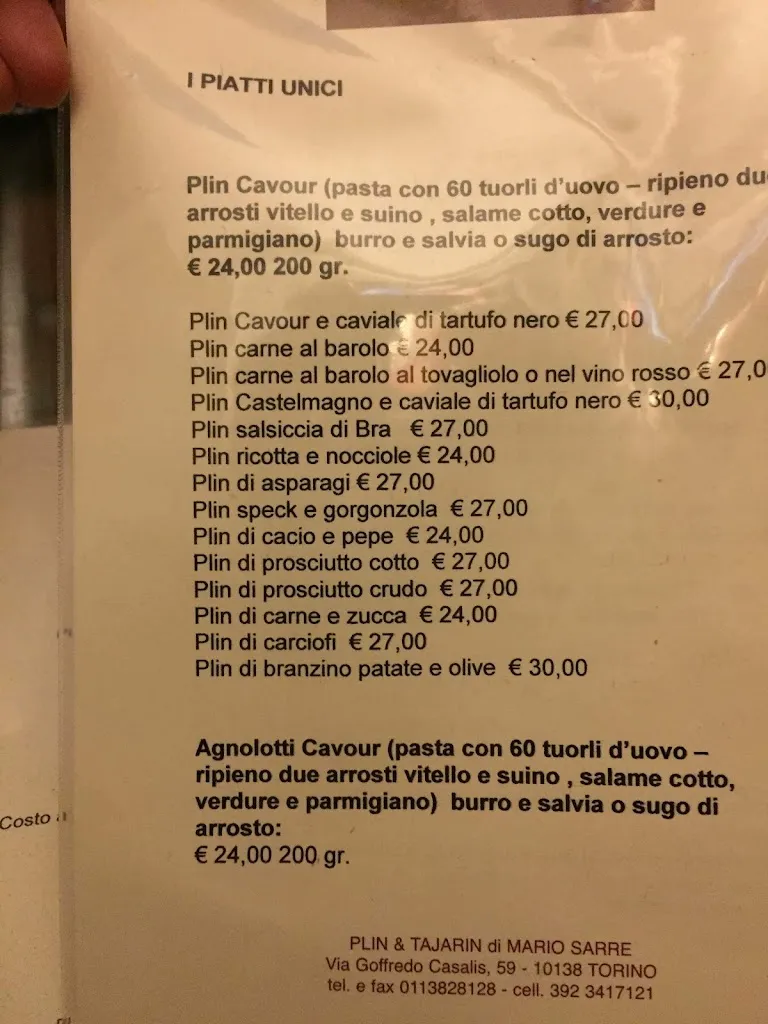 I PIATTI UNICI
Plin Cavour (pasta con 60 tuorli d'uovo – ripieno
arrosti vitello e suino , salame cotto, verdure e
parmigiano) burro e salvia o sugo di arrosto:
€ 24,00 200 gr.
Plin Cavour e caviale di tartufo nero € 27,00
Plin carne al barolo € 24,00
Plin carne al barolo al tovagliolo o nel vino rosso € 27,0
Plin Castelmagno e caviale di tartufo nero € 30,00
Plin salsiccia di Bra € 27,00
Plin ricotta e nocciole € 24,00
Plin di asparagi € 27,00
Plin speck e gorgonzola € 27,00
Plin di cacio e pepe € 24,00
Plin di prosciutto cotto € 27,00
Plin di prosciutto crudo € 27,00
Plin di carne e zucca € 24,00
Plin di carciofi € 27,00
Plin di branzino patate e olive € 30,00
Agnolotti Cavour (pasta con 60 tuorli d'uovo –
ripieno due arrosti vitello e suino , salame cotto,
verdure e parmigiano) burro e salvia o sugo di
arrosto:
€ 24,00 200 gr.
Costo
PLIN & TAJARIN di MARIO SARRE
Via Goffredo Casalis, 59 - 10138 TORINO
tel. e fax 0113828128 - cell. 392 3417121